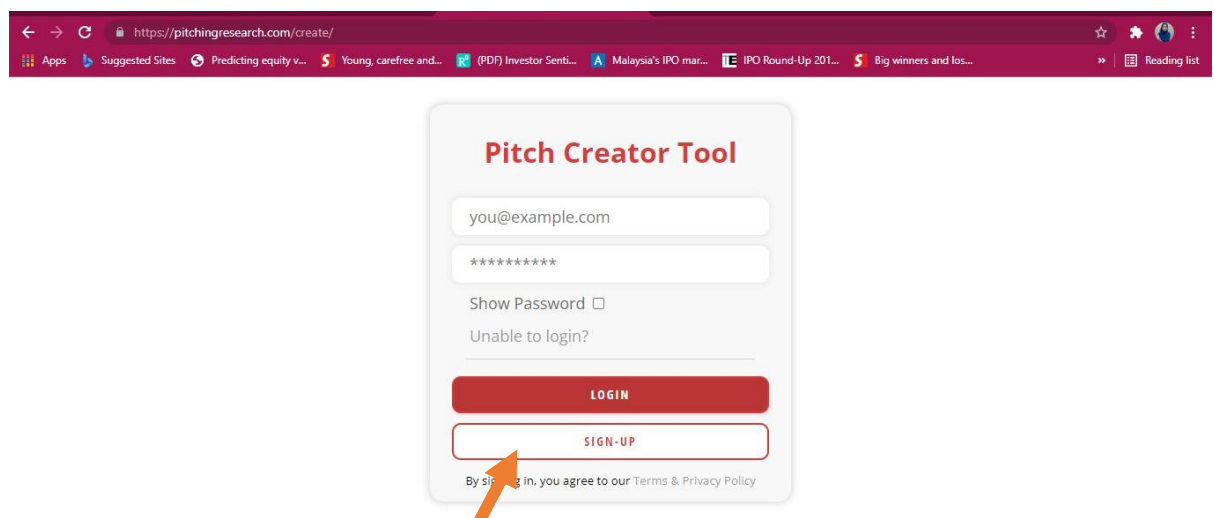 https://pitchingresearch.com/create/
Apps Suggested Sites Predicting equity v... Young, carefree and... (PDF) Investor Senti... Malaysia's IPO mar... IPO Round-Up 201... Big winners and los... » Reading list
Pitch Creator Tool
you@example.com
**********
Show Password
Unable to login?
LOGIN
SIGN-UP
By sig g in, you agree to our Terms & Privacy Policy